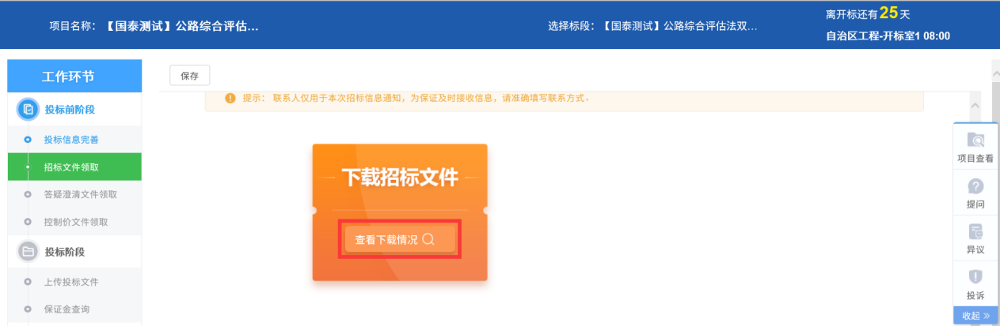 项目名称：【国泰测试】公路综合评估...
选择标段：【国泰测试】公路综合评估法双...
离开标还有25天
自治区工程-开标室1 08:00
工作环节
投标前阶段
投标信息完善
招标文件领取
答疑澄清文件领取
控制价文件领取
投标阶段
上传投标文件
保证金查询
保存
提示： 联系人仅用于本次招标信息通知，为保证及时接收信息，请准确填写联系方式。
下载招标文件
查看下载情况
项目查看
提问
异议
投诉
收起 »